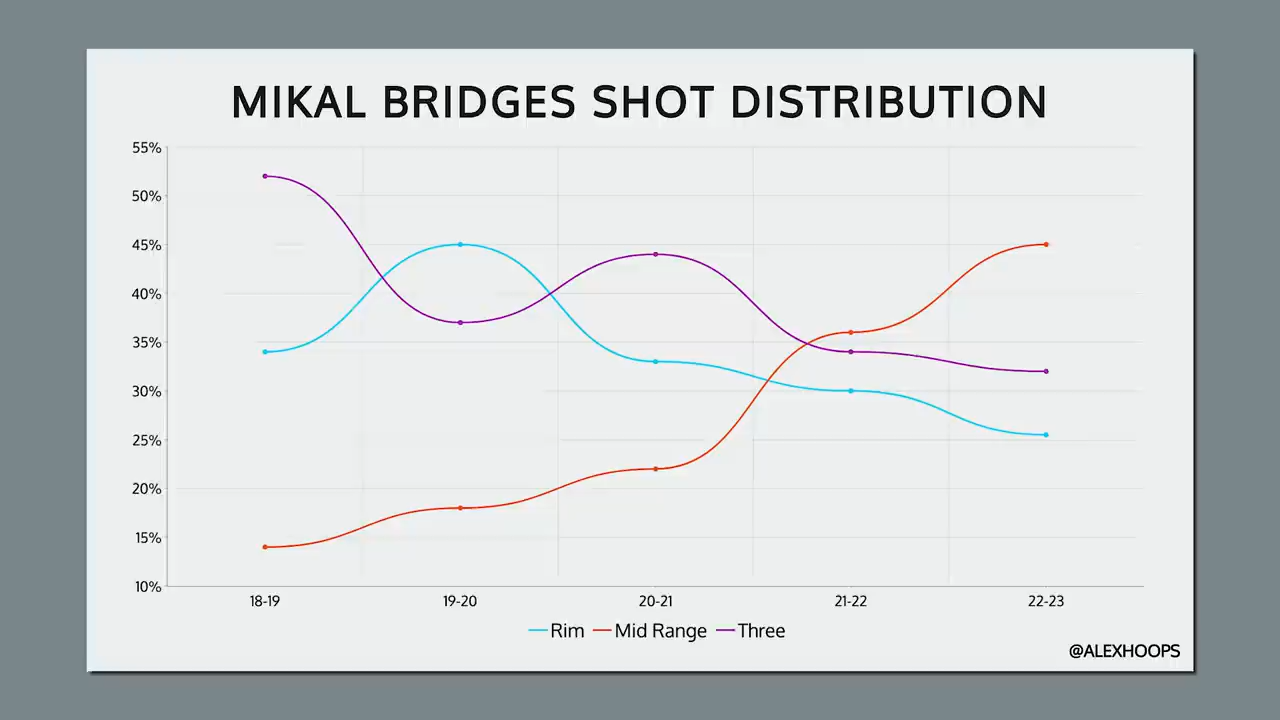 MIKAL BRIDGES SHOT DISTRIBUTION
55%
50%
45%
40%
35%
30%
25%
20%
15%
10%
18-19 19-20 20-21 21-22 22-23
Rim Mid Range Three
@ALEXHOOPS